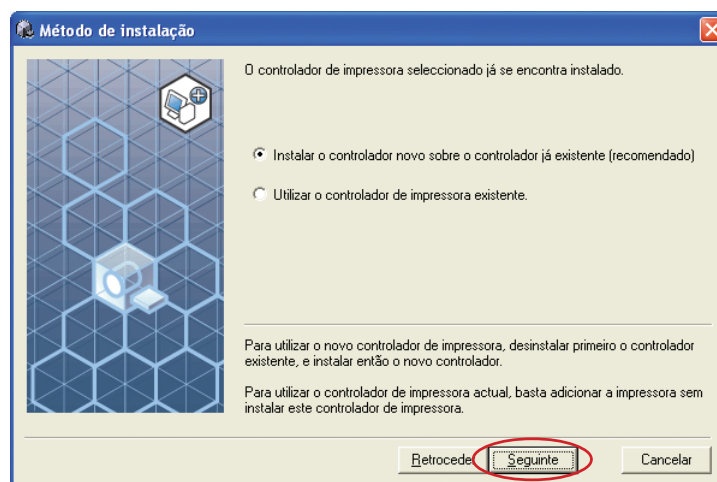 Método de instalação
O controlador de impressora seleccionado já se encontra instalado.
Instalar o controlador novo sobre o controlador já existente (recomendado)
Utilizar o controlador de impressora existente.
Para utilizar o novo controlador de impressora, desinstalar primeiro o controlador
existente, e instalar então o novo controlador.
Para utilizar o controlador de impressora actual, basta adicionar a impressora sem
instalar este controlador de impressora.
Retrocede Seguinte Cancelar